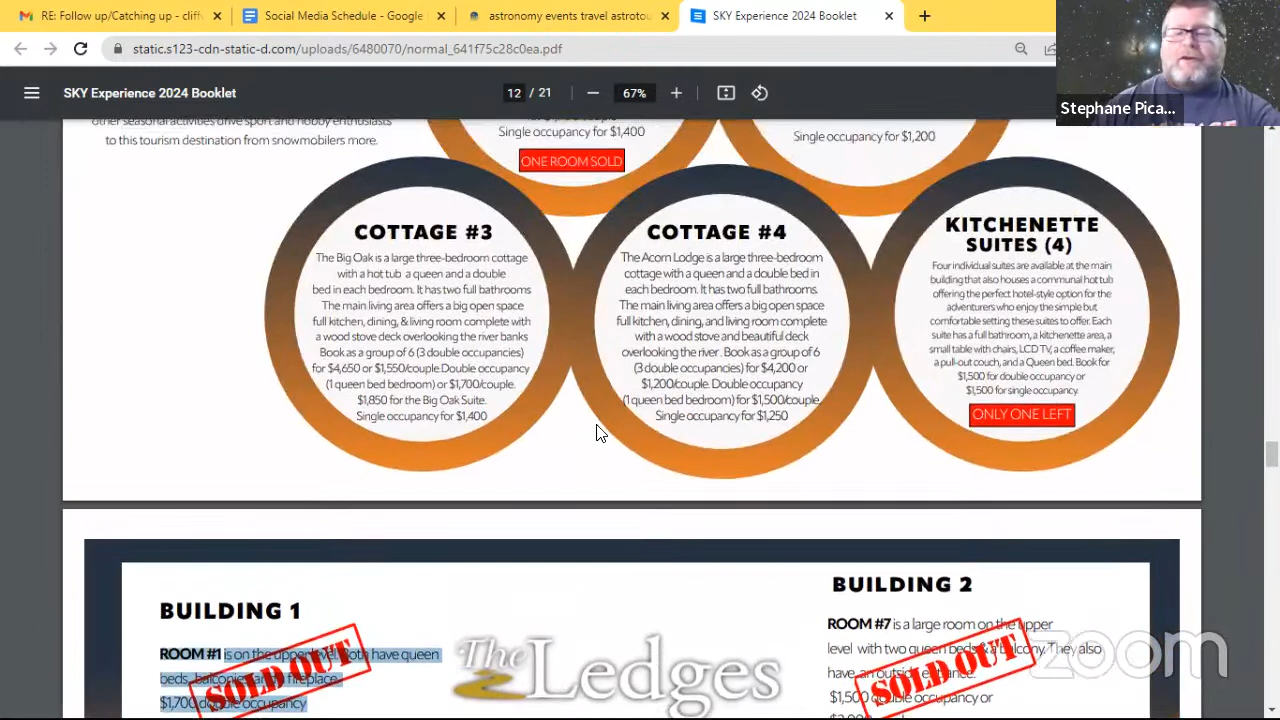 RE: Follow up/Catching up - cliffv
Social Media Schedule - Google
astronomy events travel astrotou
SKY Experience 2024 Booklet
static.s123-cdn-static-d.com/uploads/6480070/normal_641f75c28c0ea.pdf
Stephane Pica...
SKY Experience 2024 Booklet
12 / 21
67%
other seasonal activities drive sport and hobby enthusiasts
to this tourism destination from snowmobilers more.
Single occupancy for $1,400
ONE ROOM SOLD
Single occupancy for $1,200
COTTAGE #3
The Big Oak is a large three-bedroom cottage
with a hot tub a queen and a double
bed in each bedroom. It has two full bathrooms
The main living area offers a big open space
full kitchen, dining, & living room complete with
a wood stove deck overlooking the river banks
Book as a group of 6 (3 double occupancies)
for $4,650 or $1,550/couple.Double occupancy
(1 queen bed bedroom) or $1,700/couple.
$1,850 for the Big Oak Suite.
Single occupancy for $1,400
COTTAGE #4
The Acorn Lodge is a large three-bedroom
cottage with a queen and a double bed in
each bedroom. It has two full bathrooms.
The main living area offers a big open space
full kitchen, dining, and living room complete
with a wood stove and beautiful deck
overlooking the river . Book as a group of 6
(3 double occupancies) for $4,200 or
$1,200/couple. Double occupancy
(1 queen bed bedroom) for $1,500/couple.
Single occupancy for $1,250
KITCHENETTE
SUITES (4)
Four individual suites are available at the main
building that also houses a communal hot tub
offering the perfect hotel-style option for the
adventurers who enjoy the simple but
comfortable setting these suites to offer. Each
suite has a full bathroom, a kitchenette area, a
small table with chairs, LCD TV, a coffee maker,
a pull-out couch, and a Queen bed. Book for
$1,500 for double occupancy or
$1,500 for single occupancy
ONLY ONE LEFT
BUILDING 1
ROOM #1 is on the upper level. Both have queen
beds, balconies, and a fireplace.
$1,700 double occupancy
SOLD OUT
The Ledges
BUILDING 2
ROOM #7 is a large room on the upper
level with two queen beds & a balcony. They also
have an outside entrance.
$1,500 double occupancy or
SOLD OUT
zoom